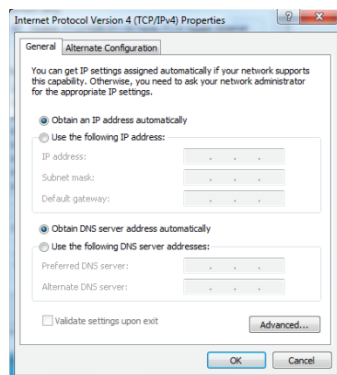 Internet Protocol Version 4 (TCP/IPv4) Properties
General
Alternate Configuration
You can get IP settings assigned automatically if your network supports
this capability. Otherwise, you need to ask your network administrator
for the appropriate IP settings.
Obtain an IP address automatically
Use the following IP address:
IP address:
Subnet mask:
Default gateway:
Obtain DNS server address automatically
Use the following DNS server addresses:
Preferred DNS server:
Alternate DNS server:
Validate settings upon exit
Advanced...
OK
Cancel